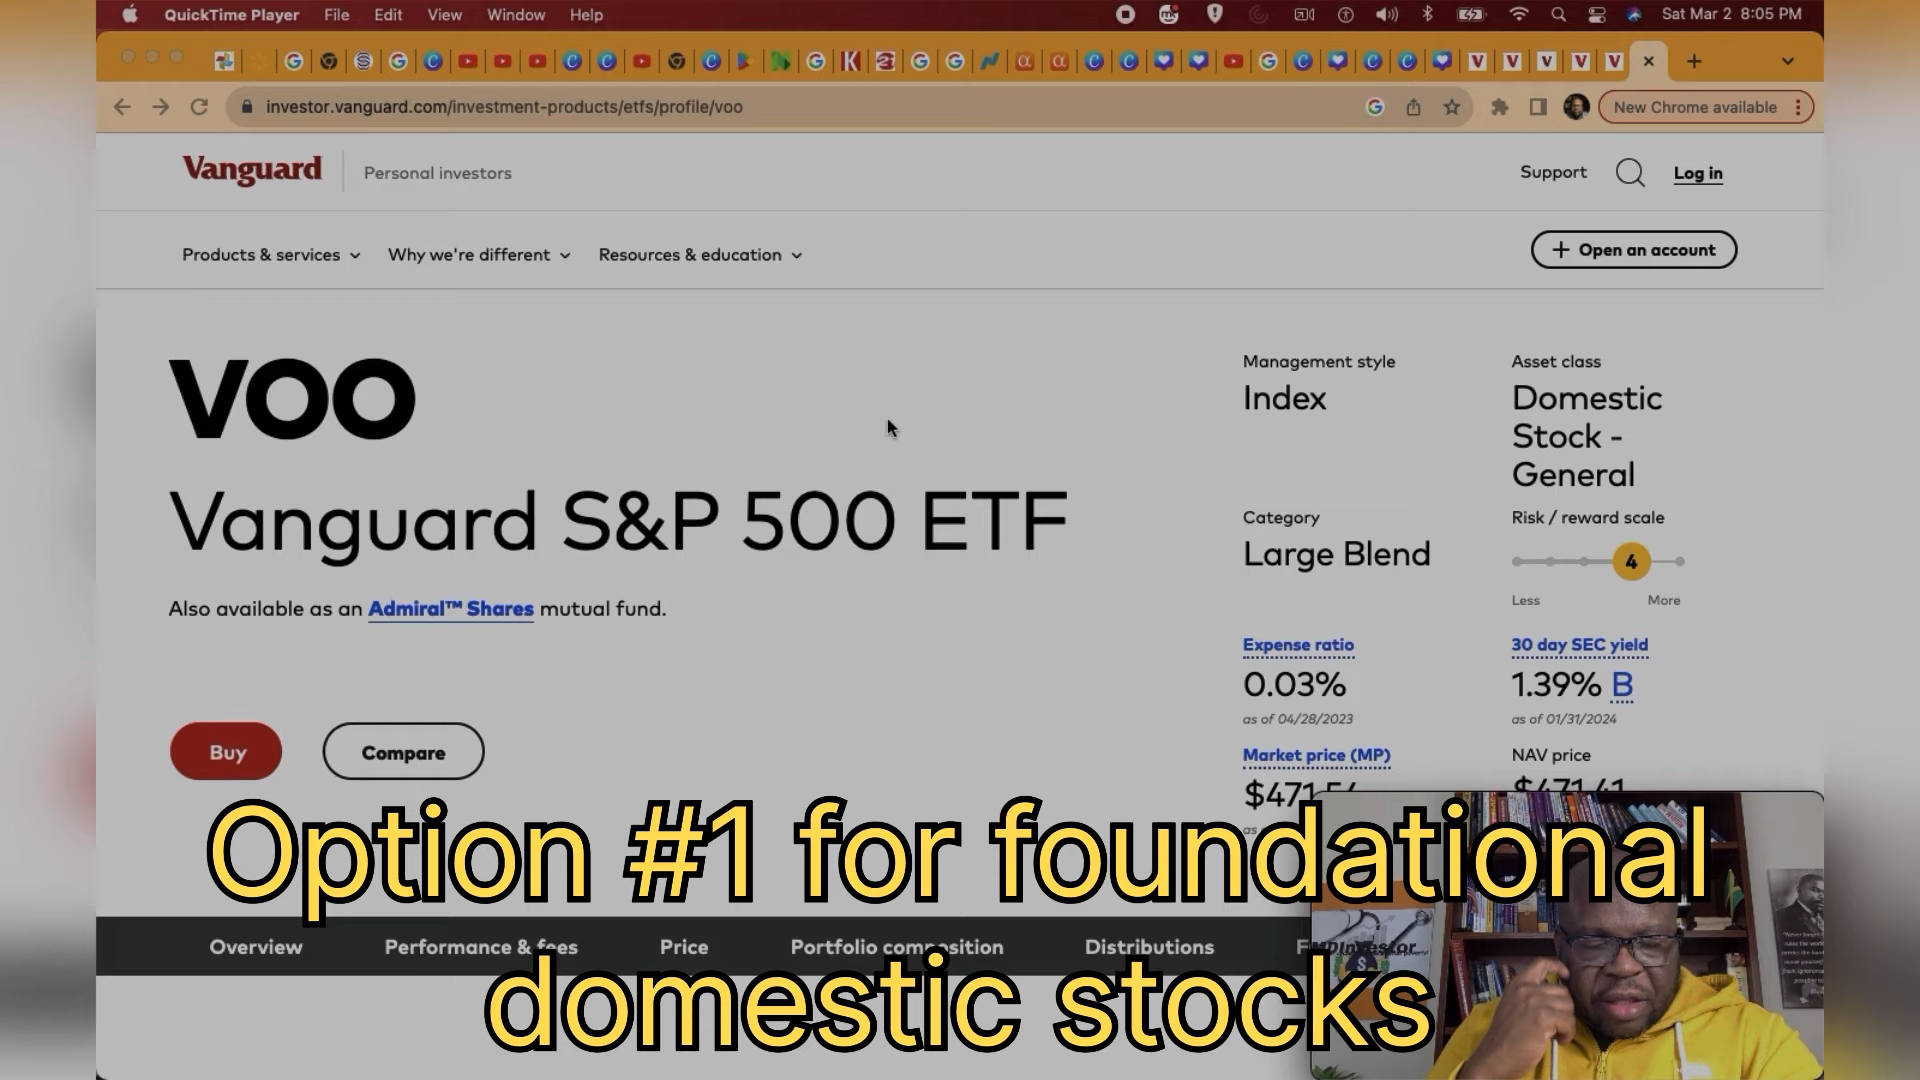 QuickTime Player File Edit View Window Help
Sat Mar 2 8:05 PM
investor.vanguard.com/investment-products/etfs/profile/voo
New Chrome available
Vanguard Personal investors
Support Log in
Products & services Why we're different Resources & education
+ Open an account
VOO
Vanguard S&P 500 ETF
Also available as an Admiral™ Shares mutual fund.
Buy Compare
Management style
Index
Asset class
Domestic
Stock -
General
Category
Large Blend
Risk / reward scale
4
Less More
Expense ratio
0.03%
as of 04/28/2023
30 day SEC yield
1.39% B
as of 01/31/2024
Market price (MP)
NAV price
$471.41
Option #1 for foundational
domestic stocks
Overview Performance & fees Price Portfolio composition Distributions
MDInvestor